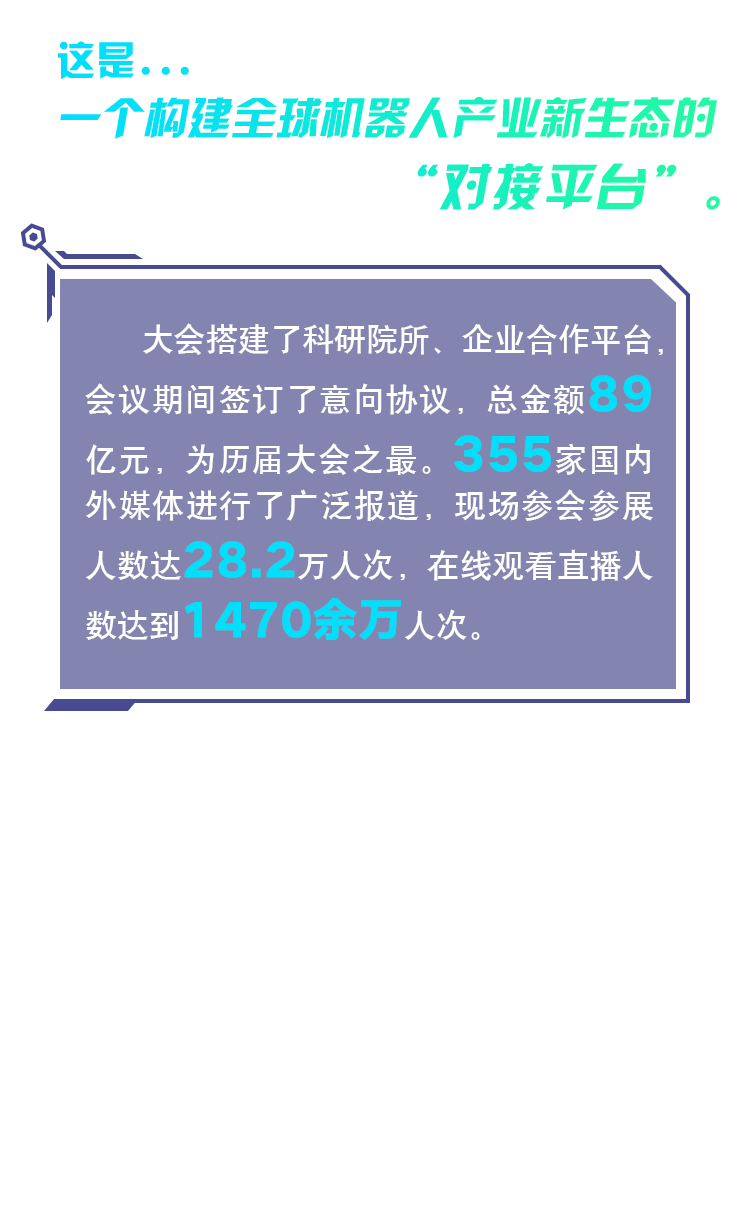 这是...
一个构建全球机器人产业新生态的
“对接平台”。
大会搭建了科研院所、企业合作平台，
会议期间签订了意向协议，总金额89
亿元，为历届大会之最。355家国内
外媒体进行了广泛报道，现场参会参展
人数达28.2万人次，在线观看直播人
数达到1470余万人次。